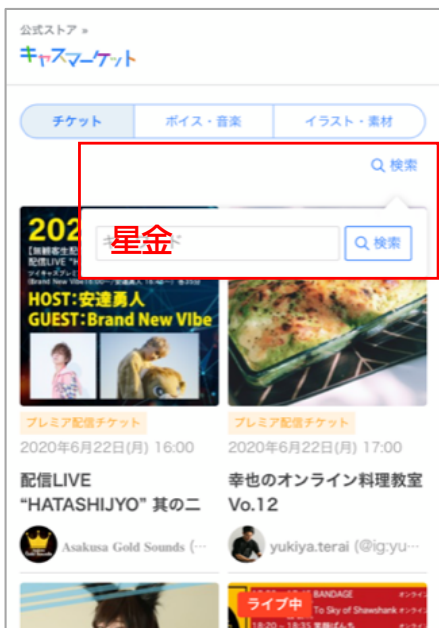 公式ストア »
キャスマーケット
チケット
ボイス・音楽
イラスト・素材
検索
星金
検索
HOST:安達勇人
GUEST:Brand New VIbe
プレミア配信チケット
2020年6月22日(月) 16:00
配信LIVE
“HATASHIJYO” 其の二
Asakusa Gold Sounds (…
プレミア配信チケット
2020年6月22日(月) 17:00
幸也のオンライン料理教室
Vo.12
yukiya.terai (@ig:yu…
ライブ中
BANDAGE
To Sky of Shawshank